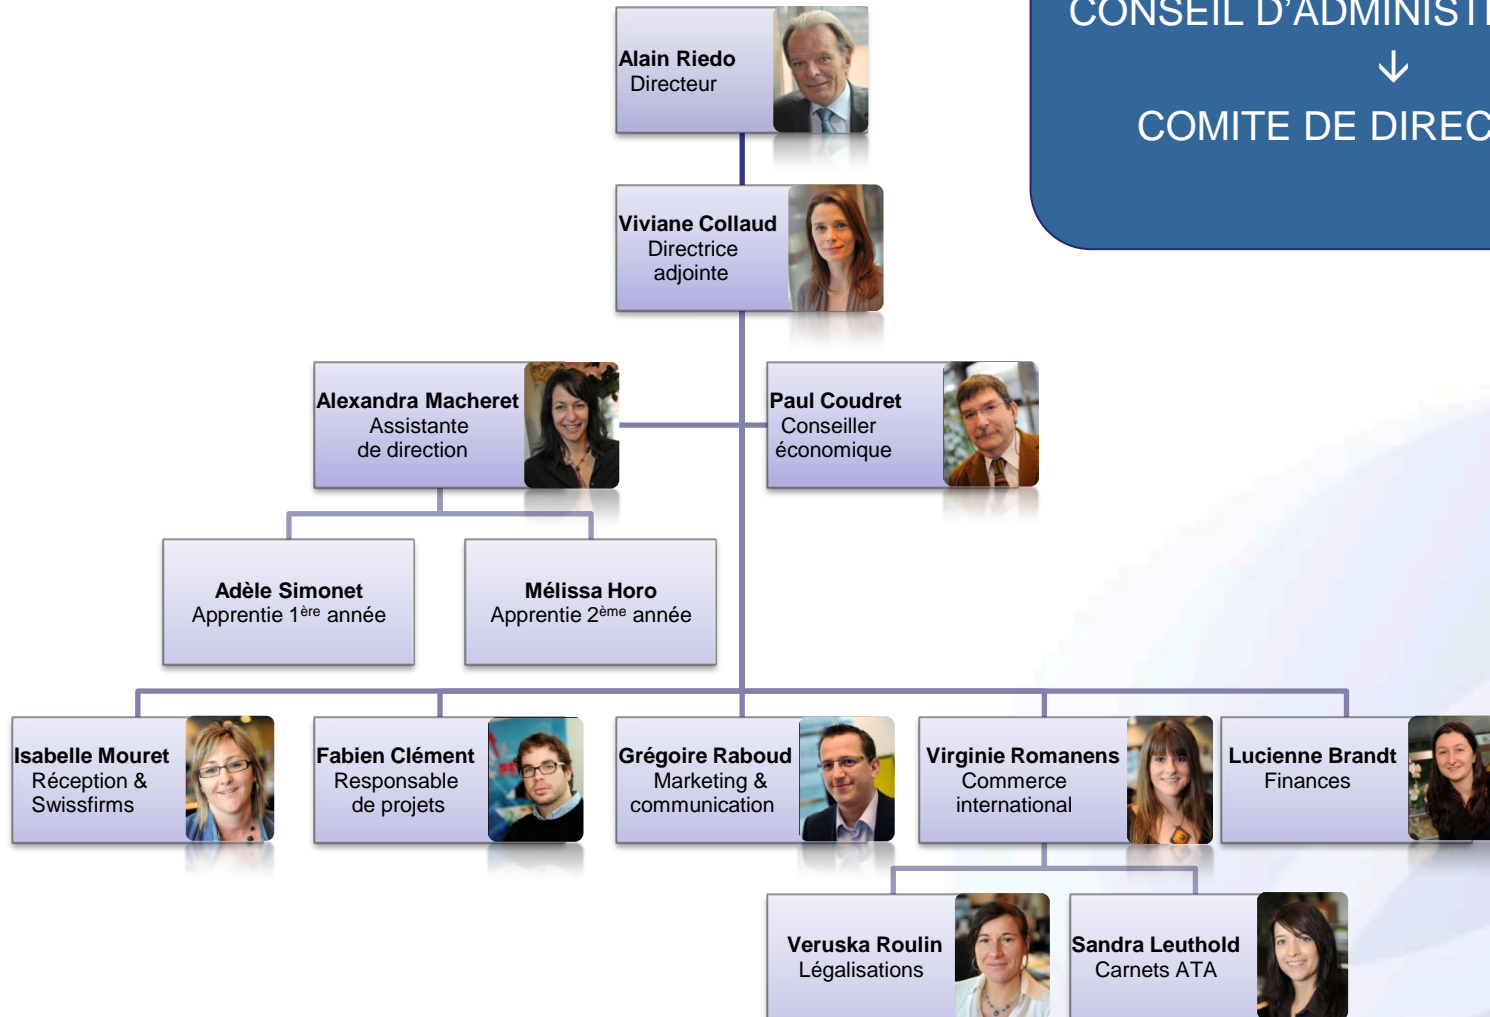 CONSEIL D'ADMINIST
↓
COMITE DE DIREC
Alain Riedo
Directeur
Viviane Collaud
Directrice
adjointe
Alexandra Macheret
Assistante
de direction
Paul Coudret
Conseiller
économique
Adèle Simonet
Apprentie 1ère année
Mélissa Horo
Apprentie 2ème année
Isabelle Mouret
Réception &
Swissfirms
Fabien Clément
Responsable
de projets
Grégoire Raboud
Marketing &
communication
Virginie Romanens
Commerce
international
Lucienne Brandt
Finances
Veruska Roulin
Légalisations
Sandra Leuthold
Carnets ATA